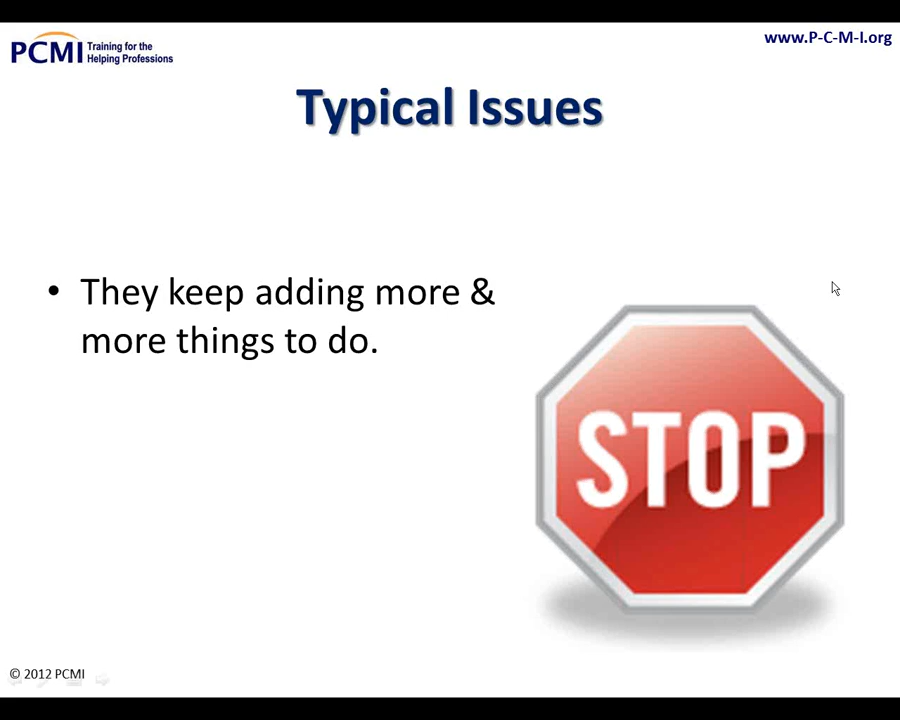 PCMI Training for the
Helping Professions
www.P-C-M-I.org
Typical Issues
• They keep adding more &
more things to do.
STOP
© 2012 PCMI